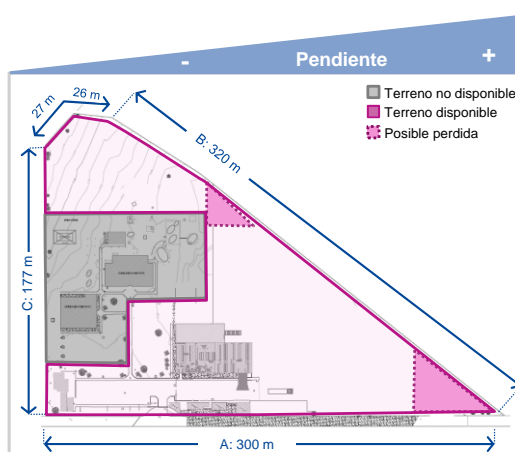 - Pendiente +
26 m
27 m
B: 320 m
Terreno no disponible
Terreno disponible
Posible perdida
C: 177 m
A: 300 m